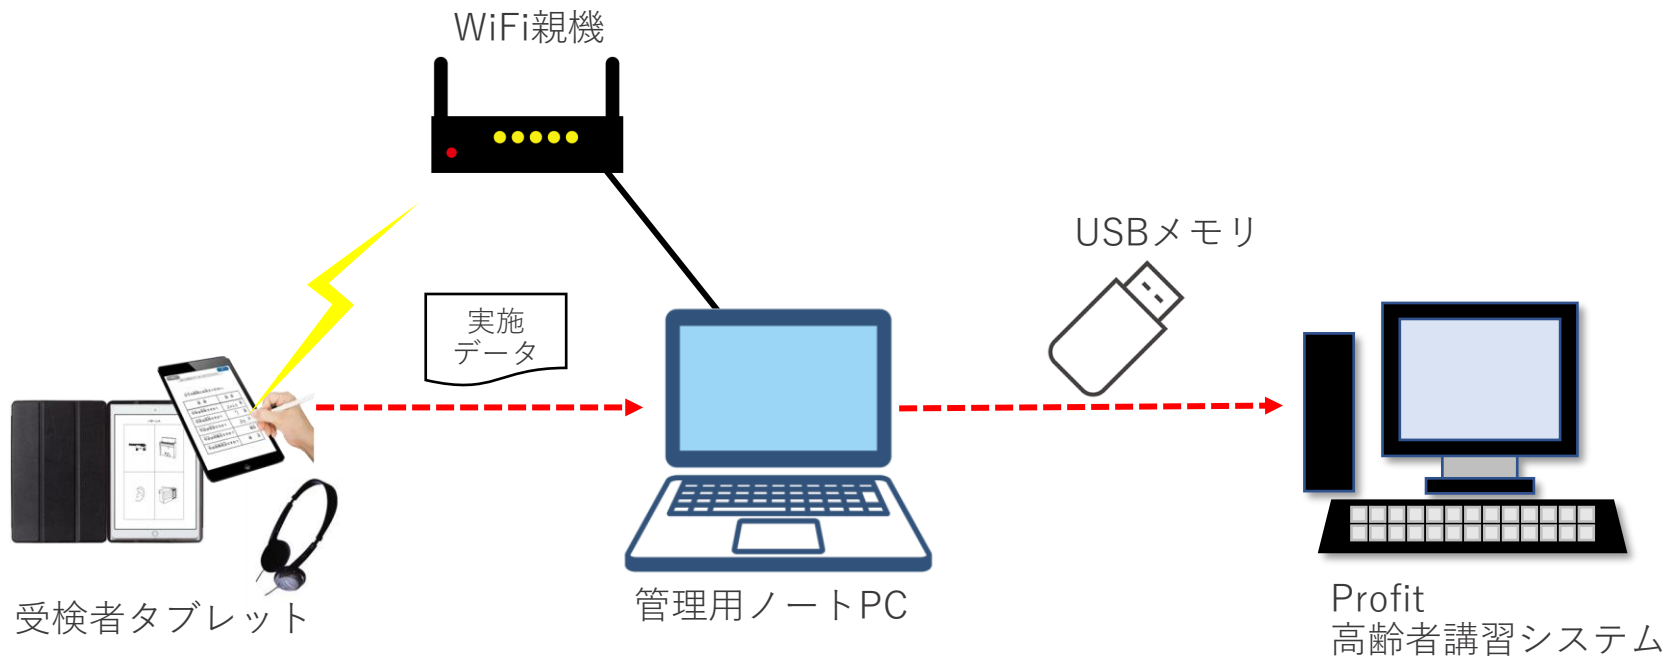 WiFi親機
USBメモリ
実施
データ
受検者タブレット
管理用ノートPC
Profit
高齢者講習システム